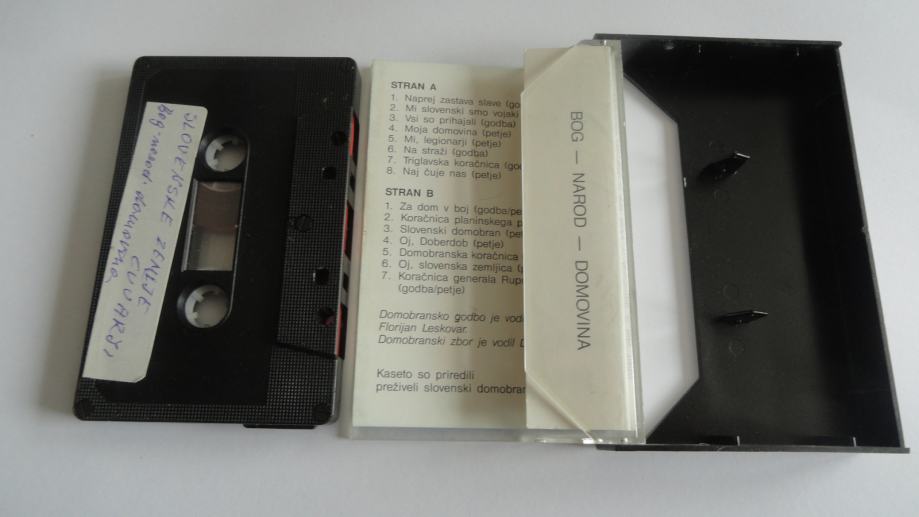 SLOVENSKE ZEMLJE
ČUVARJI,
Bog-narod-domovina
STRAN A
1. Naprej zastava slave (go
2. Mi slovenski smo vojaki
3. Vsi so prihajali (godba)
4. Moja domovina (petje)
5. Mi, legionarji (petje)
6. Na straži (godba)
7. Triglavska koračnica (go
8. Naj čuje nas (petje)
STRAN B
1. Za dom v boj (godba/pe
2. Koračnica planinskega p
3. Slovenski domobran (pe
4. Oj, Doberdob (petje)
5. Domobranska koračnica
6. Oj, slovenska zemljica (p
7. Koračnica generala Rup
(godba/petje)
Domobransko godbo je vodi
Florijan Leskovar.
Domobranski zbor je vodil D
Kaseto so priredili
preživeli slovenski domobran
BOG — NAROD — DOMOVINA